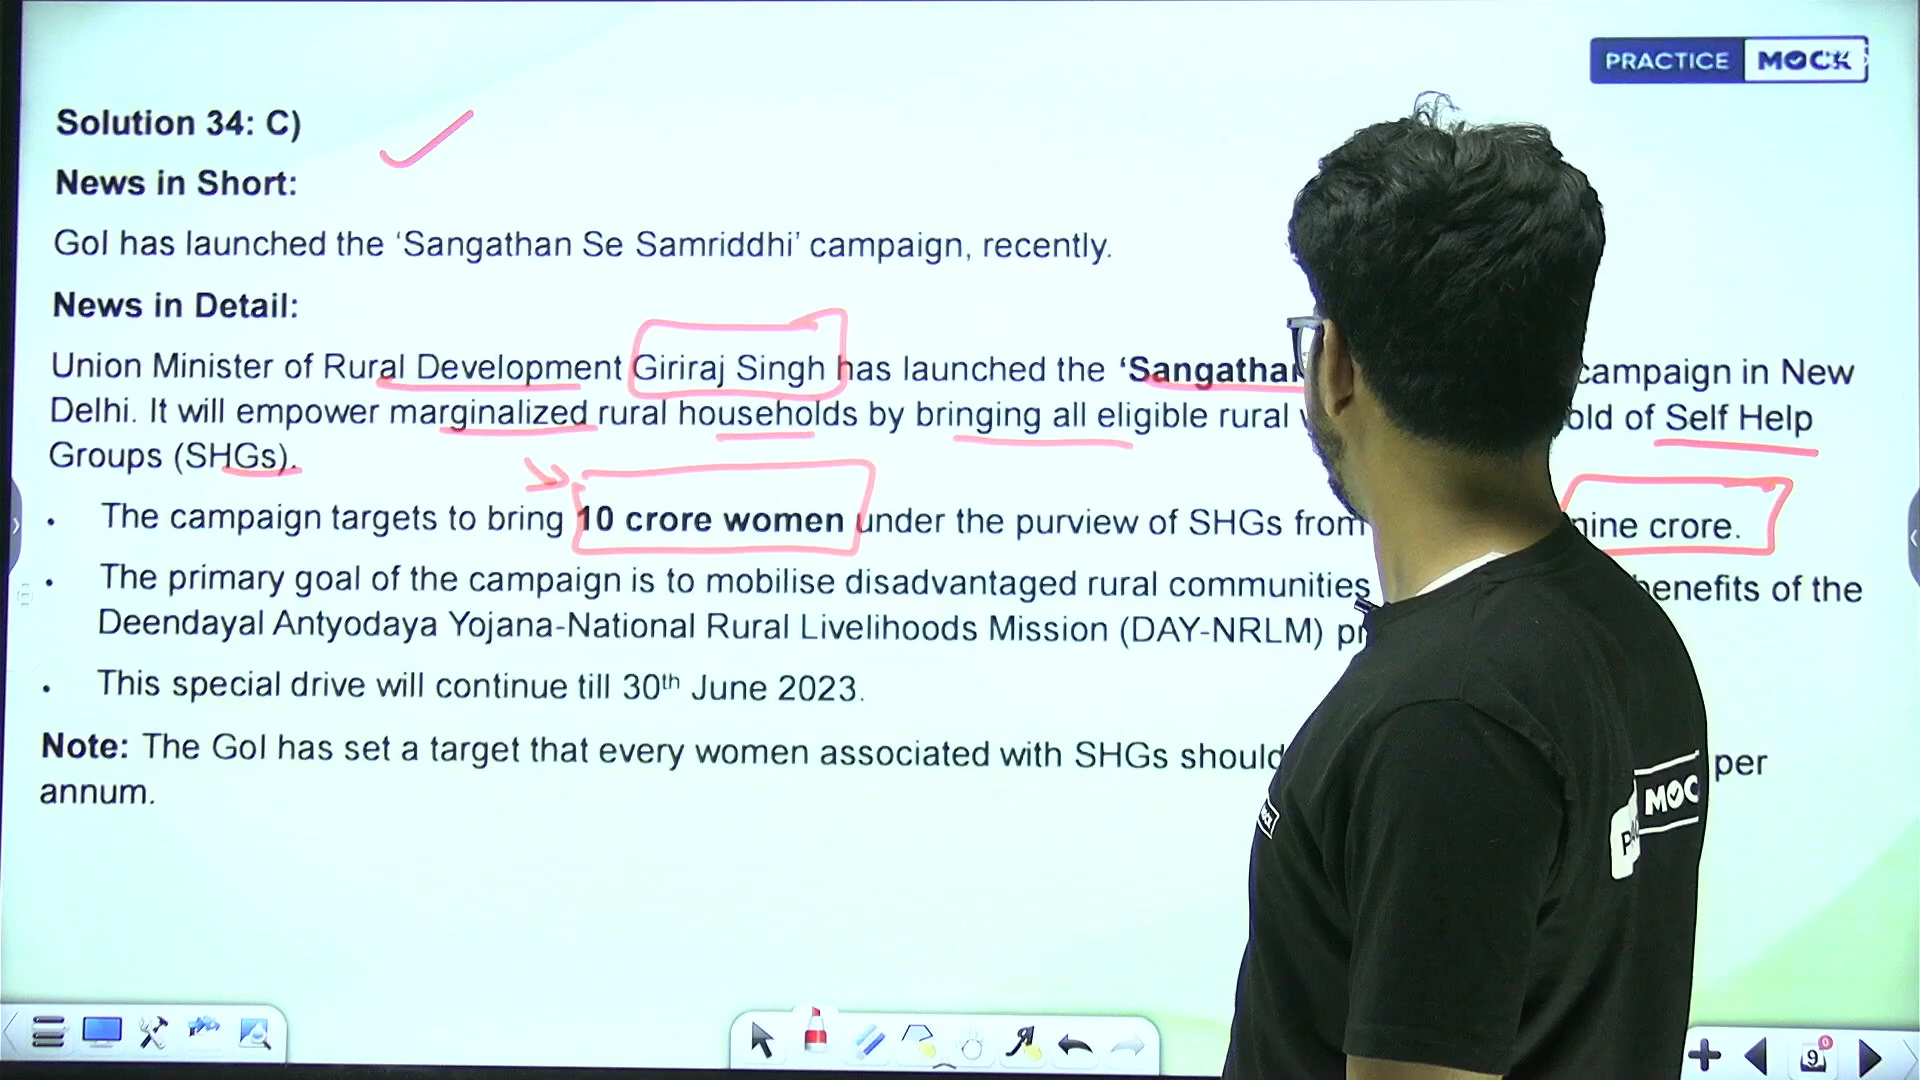 PRACTICE MOCK
Solution 34: C)
News in Short:
GoI has launched the ‘Sangathan Se Samriddhi’ campaign, recently.
News in Detail:
Union Minister of Rural Development Giriraj Singh has launched the ‘Sangathan campaign in New
Delhi. It will empower marginalized rural households by bringing all eligible rural old of Self Help
Groups (SHGs).
• The campaign targets to bring 10 crore women under the purview of SHGs from nine crore.
• The primary goal of the campaign is to mobilise disadvantaged rural communities benefits of the
Deendayal Antyodaya Yojana-National Rural Livelihoods Mission (DAY-NRLM)
• This special drive will continue till 30th June 2023.
Note: The GoI has set a target that every women associated with SHGs should per
annum.
MOC
9
0